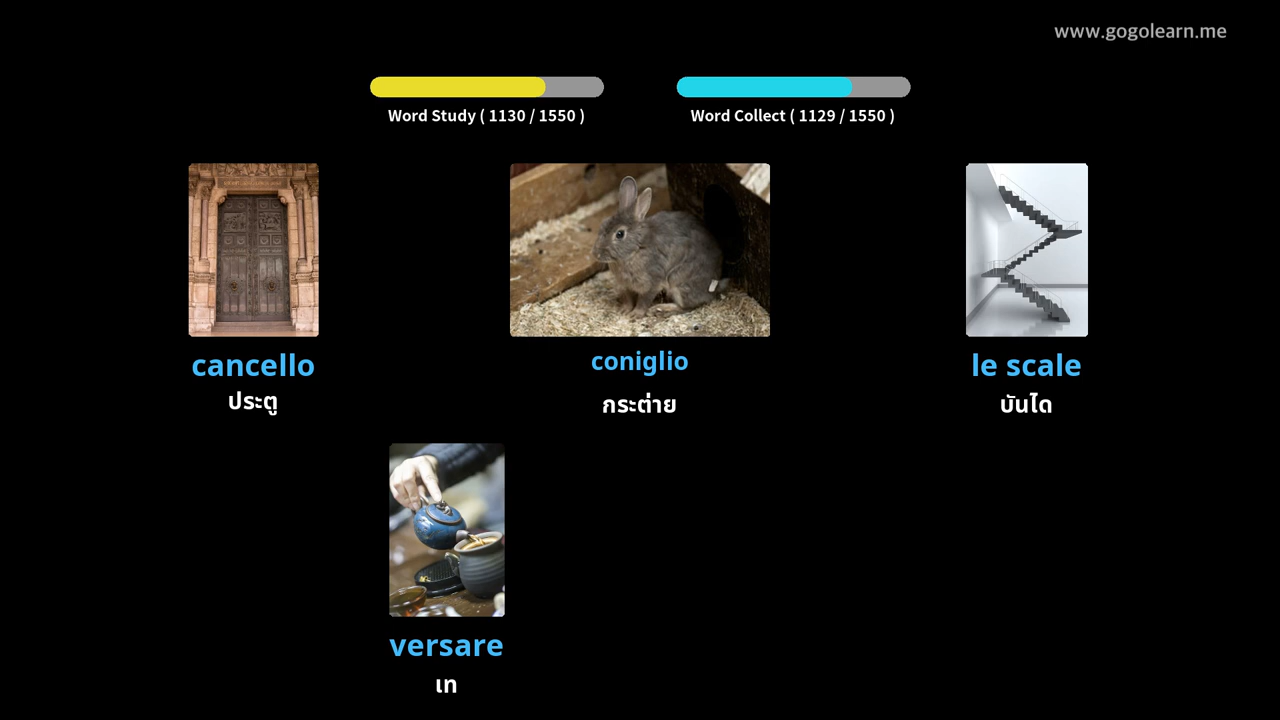 www.gogolearn.me
Word Study ( 1130 / 1550 )
Word Collect ( 1129 / 1550 )
cancello
ประตู
coniglio
กระต่าย
le scale
บันได
versare
เท